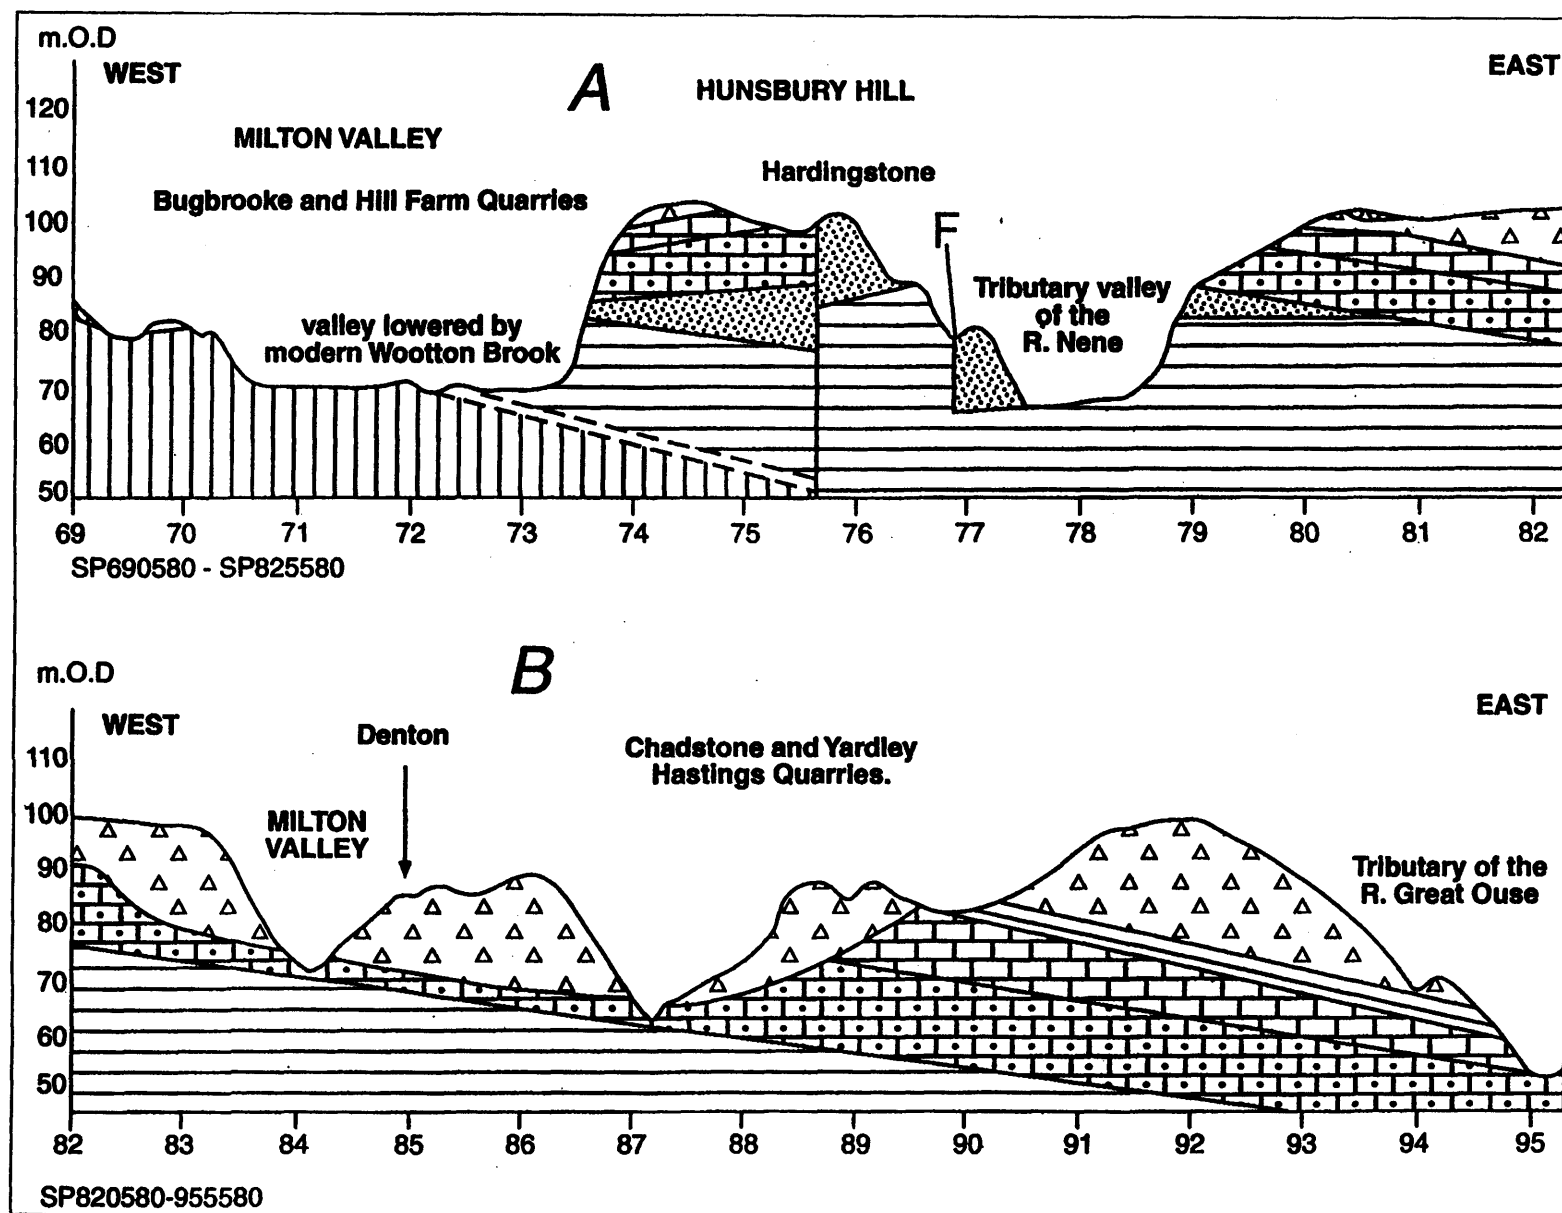 m.O.D
WEST
A
HUNSBURY HILL
EAST
120
MILTON VALLEY
110
Hardingstone
Bugbrooke and Hill Farm Quarries
100
F
90
Tributary valley
of the
R. Nene
80
valley lowered by
modern Wootton Brook
70
60
50
69 70 71 72 73 74 75 76 77 78 79 80 81 82
SP690580 - SP825580
m.O.D
B
WEST
EAST
Denton
110
Chadstone and Yardley
Hastings Quarries.
100
MILTON
VALLEY
90
Tributary of the
R. Great Ouse
80
70
60
50
82 83 84 85 86 87 88 89 90 91 92 93 94 95
SP820580-955580